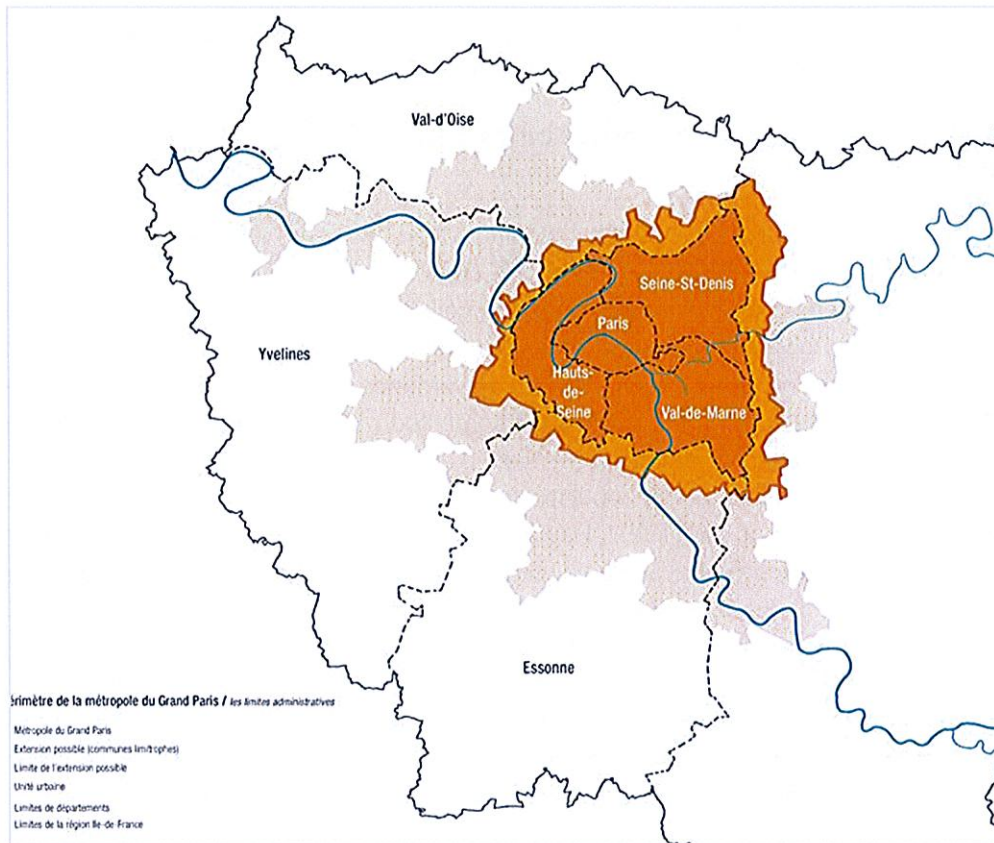 Val-d'Oise
Seine-St-Denis
Paris
Yvelines
Hauts-
de-
Seine
Val-de-Marne
Essonne
érimètre de la métropole du Grand Paris / les limites administratives
Métropole du Grand Paris
Extension possible (communes limitrophes)
Limite de l'extension possible
Unité urbaine
Limites de départements
Limites de la région Ile-de-France